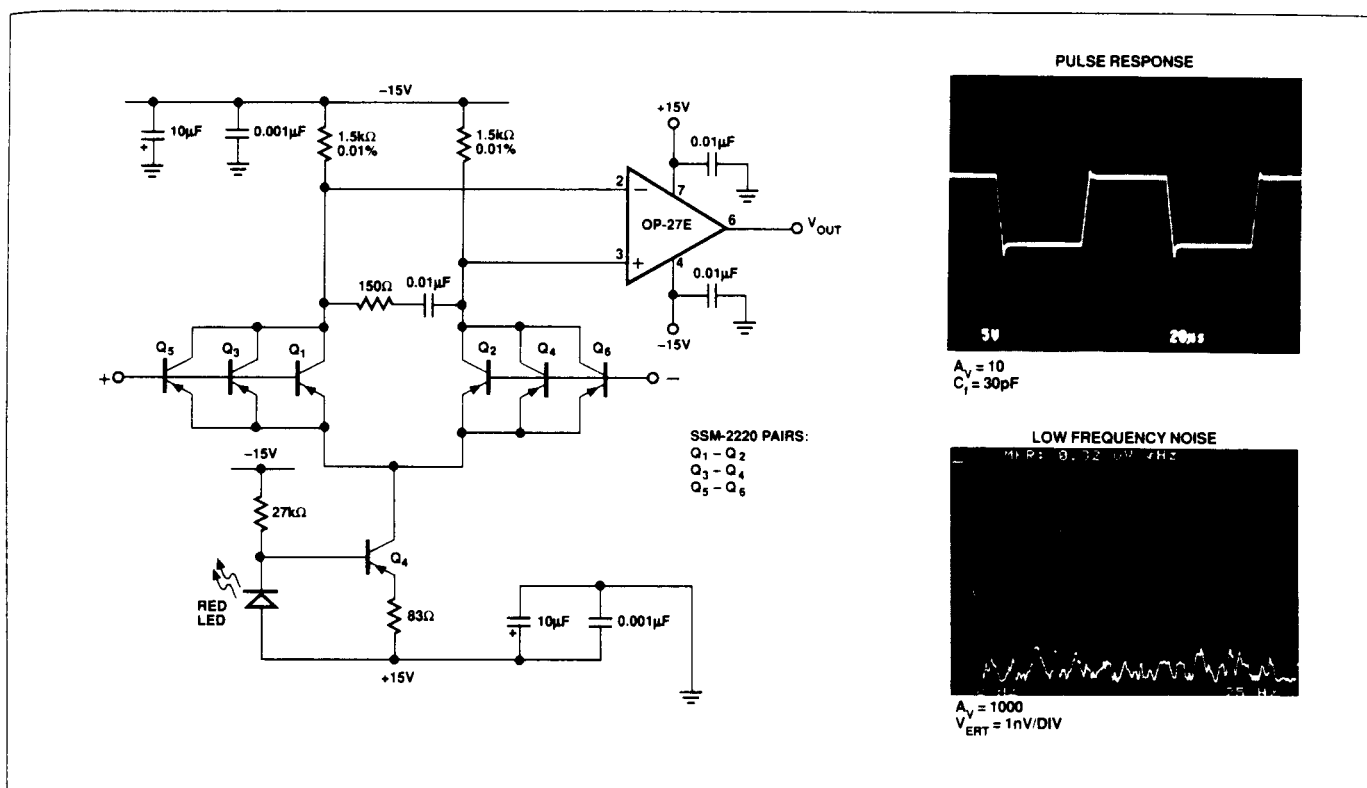 −15V
10μF
+
0.001μF
1.5kΩ
0.01%
1.5kΩ
0.01%
+15V
0.01μF
2
−
7
OP-27E
6
V_OUT
3
+
4
0.01μF
−15V
150Ω
0.01μF
Q5
Q3
Q1
Q2
Q4
Q6
+
−
SSM-2220 PAIRS:
Q1 – Q2
Q3 – Q4
Q5 – Q6
−15V
27kΩ
Q4
RED
LED
83Ω
+15V
10μF
+
0.001μF
PULSE RESPONSE
5V
20μs
A_V = 10
C_f = 30pF
LOW FREQUENCY NOISE
MKR:
A_V = 1000
V_ERT = 1nV/DIV